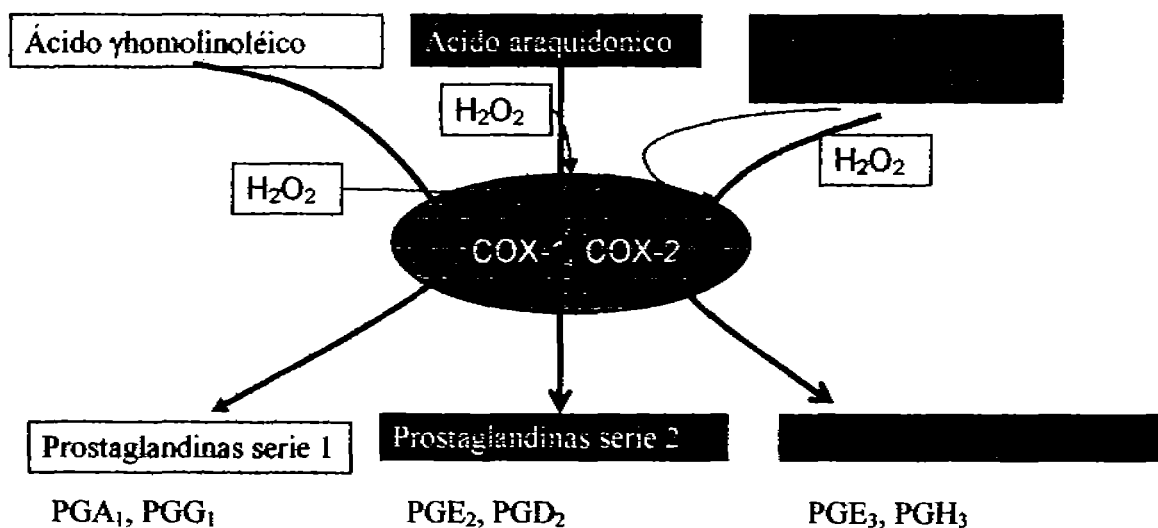 Ácido γhomolinoléico
Ácido araquidonico
H₂O₂
H₂O₂
H₂O₂
COX-1 COX-2
Prostaglandinas serie 1
Prostaglandinas serie 2
PGA₁, PGG₁
PGE₂, PGD₂
PGE₃, PGH₃